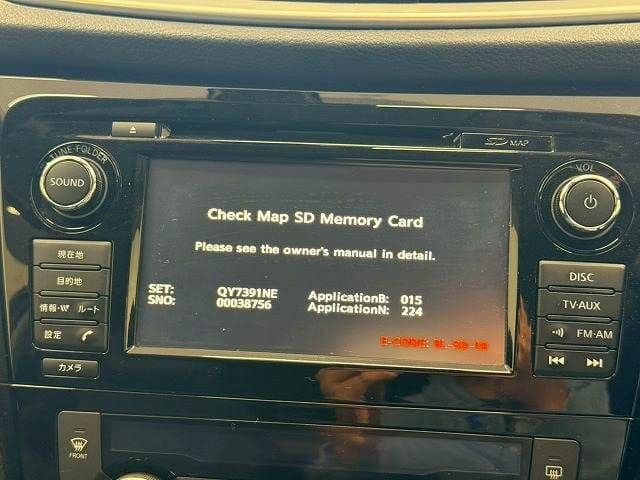 TUNE·FOLDER
SOUND
SD MAP
VOL
Check Map SD Memory Card
Please see the owner's manual in detail.
SET: QY7391NE ApplicationB: 015
SNO: 00038756 ApplicationN: 224
現在地
目的地
情報·VV ルート
設定
カメラ
DISC
TV·AUX
FM·AM
FRONT